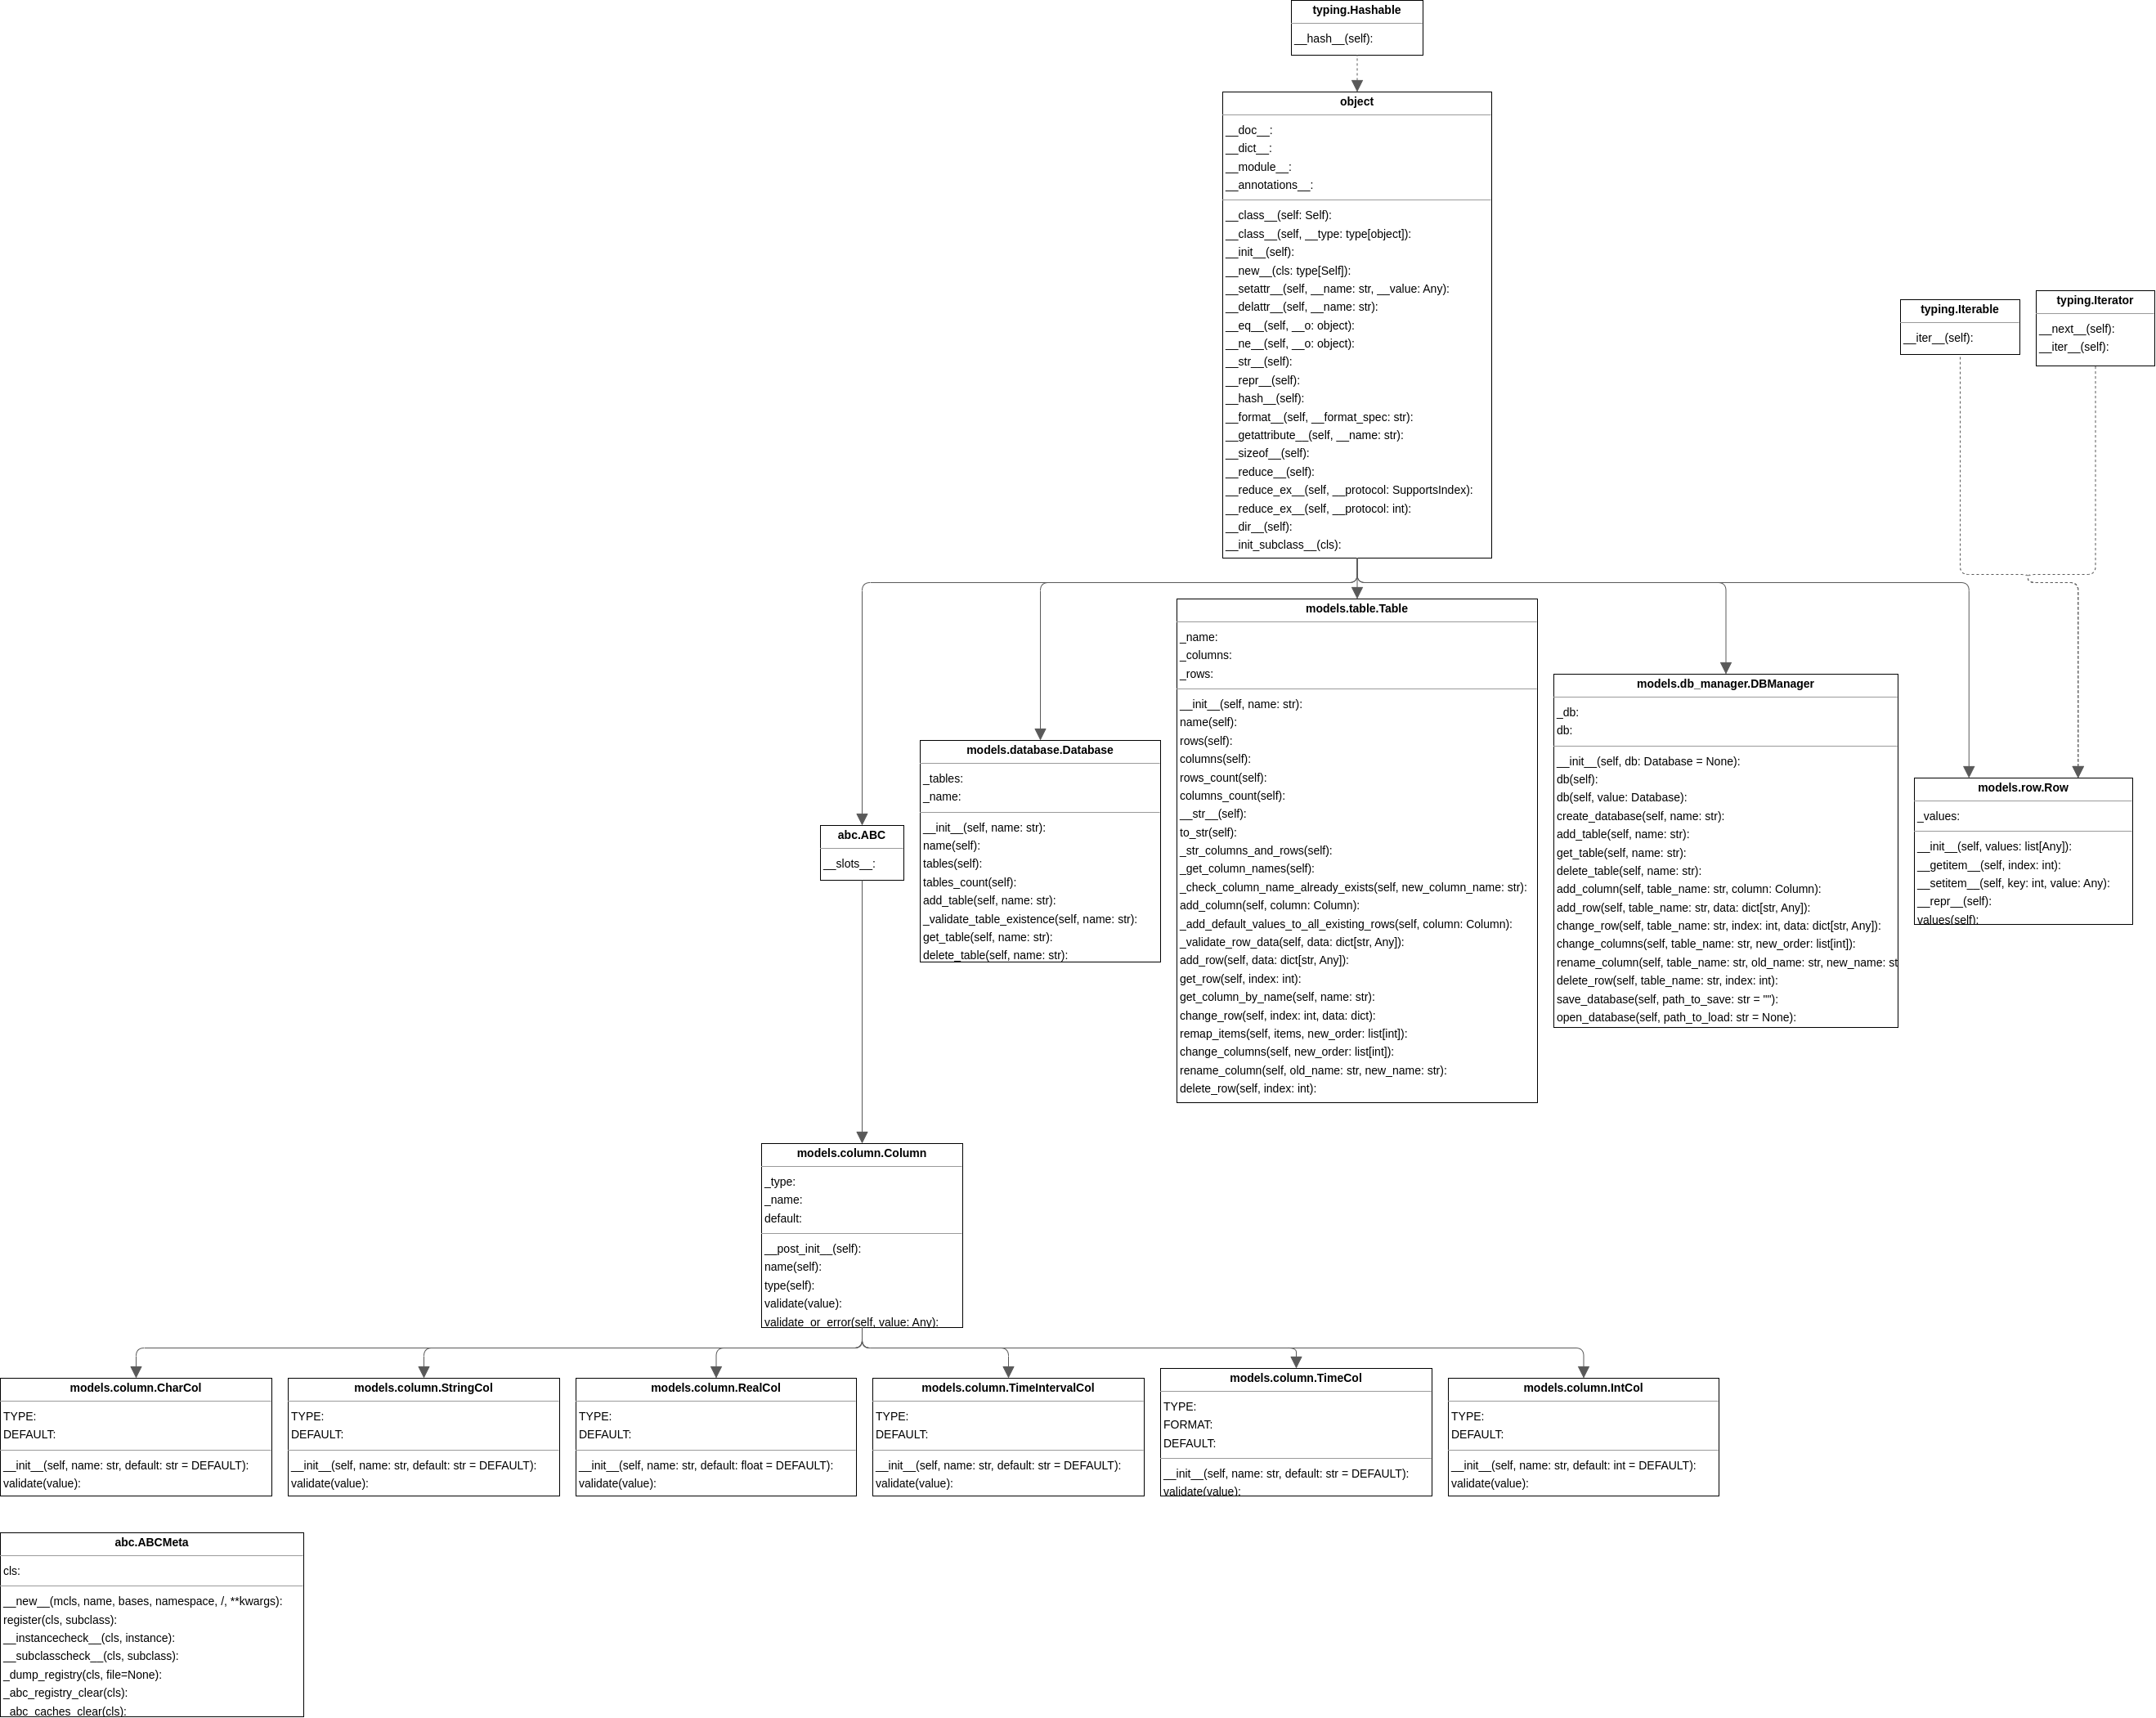 typing.Hashable
__hash__(self):
object
__doc__:
__dict__:
__module__:
__annotations__:
__class__(self: Self):
__class__(self, __type: type[object]):
__init__(self):
__new__(cls: type[Self]):
__setattr__(self, __name: str, __value: Any):
__delattr__(self, __name: str):
__eq__(self, __o: object):
__ne__(self, __o: object):
__str__(self):
__repr__(self):
__hash__(self):
__format__(self, __format_spec: str):
__getattribute__(self, __name: str):
__sizeof__(self):
__reduce__(self):
__reduce_ex__(self, __protocol: SupportsIndex):
__reduce_ex__(self, __protocol: int):
__dir__(self):
__init_subclass__(cls):
typing.Iterable
__iter__(self):
typing.Iterator
__next__(self):
__iter__(self):
abc.ABC
__slots__:
models.database.Database
_tables:
_name:
__init__(self, name: str):
name(self):
tables(self):
tables_count(self):
add_table(self, name: str):
_validate_table_existence(self, name: str):
get_table(self, name: str):
delete_table(self, name: str):
models.table.Table
_name:
_columns:
_rows:
__init__(self, name: str):
name(self):
rows(self):
columns(self):
rows_count(self):
columns_count(self):
__str__(self):
to_str(self):
_str_columns_and_rows(self):
_get_column_names(self):
_check_column_name_already_exists(self, new_column_name: str):
add_column(self, column: Column):
_add_default_values_to_all_existing_rows(self, column: Column):
_validate_row_data(self, data: dict[str, Any]):
add_row(self, data: dict[str, Any]):
get_row(self, index: int):
get_column_by_name(self, name: str):
change_row(self, index: int, data: dict):
remap_items(self, items, new_order: list[int]):
change_columns(self, new_order: list[int]):
rename_column(self, old_name: str, new_name: str):
delete_row(self, index: int):
models.db_manager.DBManager
_db:
db:
__init__(self, db: Database = None):
db(self):
db(self, value: Database):
create_database(self, name: str):
add_table(self, name: str):
get_table(self, name: str):
delete_table(self, name: str):
add_column(self, table_name: str, column: Column):
add_row(self, table_name: str, data: dict[str, Any]):
change_row(self, table_name: str, index: int, data: dict[str, Any]):
change_columns(self, table_name: str, new_order: list[int]):
rename_column(self, table_name: str, old_name: str, new_name: st
delete_row(self, table_name: str, index: int):
save_database(self, path_to_save: str = ""):
open_database(self, path_to_load: str = None):
models.row.Row
_values:
__init__(self, values: list[Any]):
__getitem__(self, index: int):
__setitem__(self, key: int, value: Any):
__repr__(self):
values(self):
models.column.Column
_type:
_name:
default:
__post_init__(self):
name(self):
type(self):
validate(value):
validate_or_error(self, value: Any):
models.column.CharCol
TYPE:
DEFAULT:
__init__(self, name: str, default: str = DEFAULT):
validate(value):
models.column.StringCol
TYPE:
DEFAULT:
__init__(self, name: str, default: str = DEFAULT):
validate(value):
models.column.RealCol
TYPE:
DEFAULT:
__init__(self, name: str, default: float = DEFAULT):
validate(value):
models.column.TimeIntervalCol
TYPE:
DEFAULT:
__init__(self, name: str, default: str = DEFAULT):
validate(value):
models.column.TimeCol
TYPE:
FORMAT:
DEFAULT:
__init__(self, name: str, default: str = DEFAULT):
validate(value):
models.column.IntCol
TYPE:
DEFAULT:
__init__(self, name: str, default: int = DEFAULT):
validate(value):
abc.ABCMeta
cls:
__new__(mcls, name, bases, namespace, /, **kwargs):
register(cls, subclass):
__instancecheck__(cls, instance):
__subclasscheck__(cls, subclass):
_dump_registry(cls, file=None):
_abc_registry_clear(cls):
_abc_caches_clear(cls):